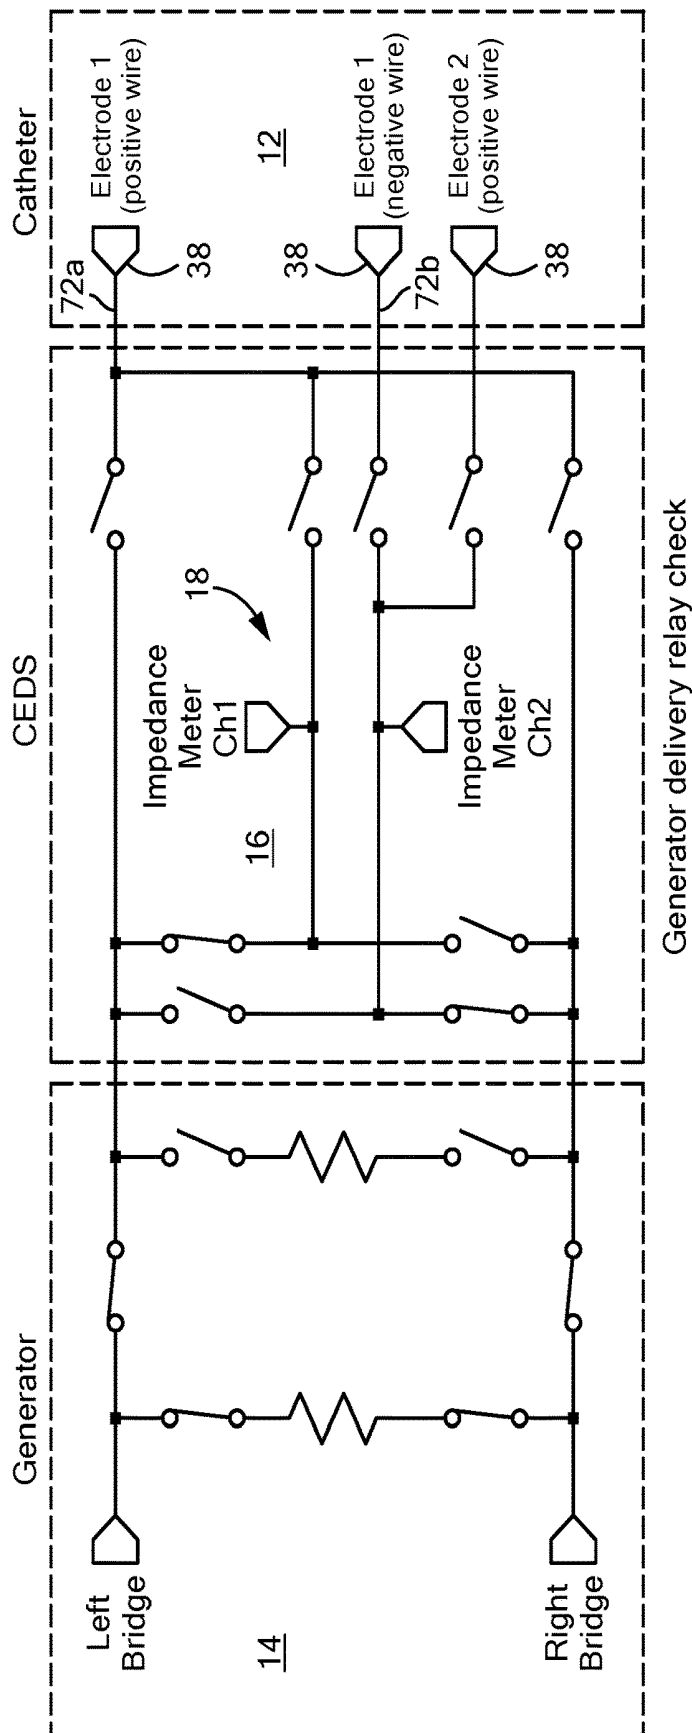 Generator
CEDS
Catheter
Left
Bridge
14
Right
Bridge
16
18
Impedance
Meter
Ch1
Impedance
Meter
Ch2
72a
Electrode 1
(positive wire)
38
12
38
Electrode 1
(negative wire)
72b
Electrode 2
(positive wire)
38
Generator delivery relay check